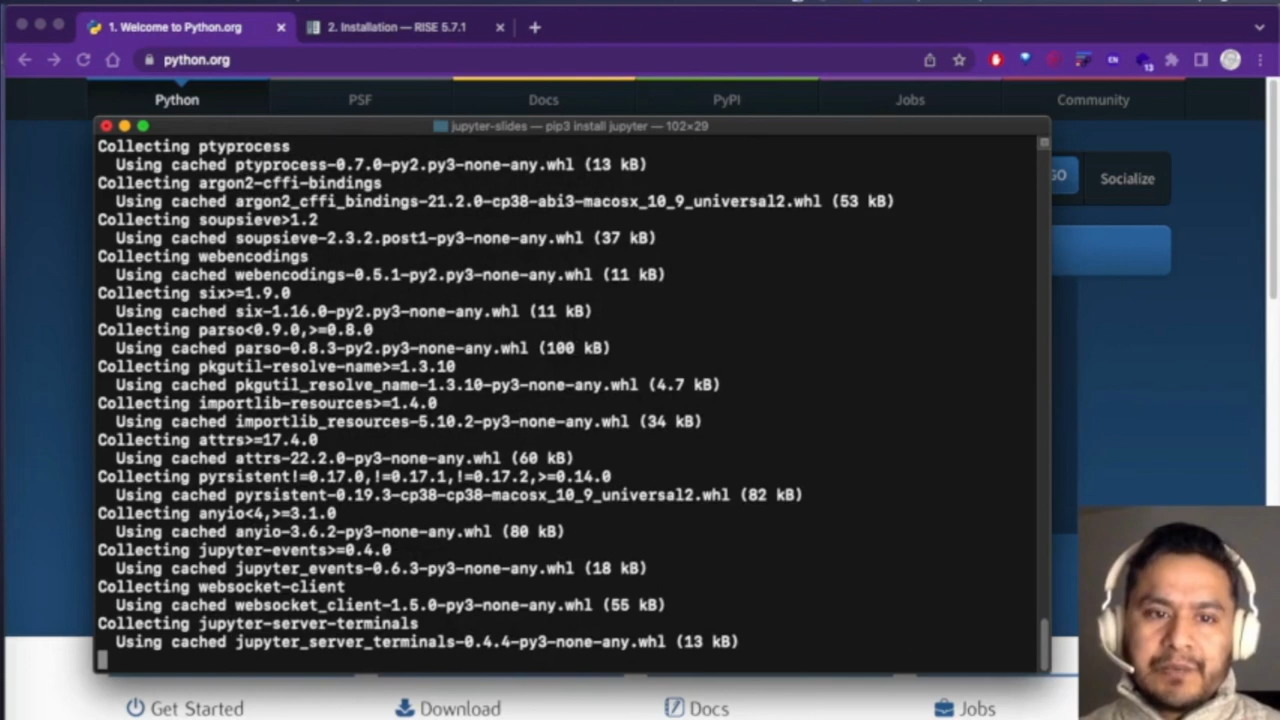 1. Welcome to Python.org
2. Installation — RISE 5.7.1
python.org
13
Python
PSF
Docs
PyPI
Jobs
Community
GO
Socialize
jupyter-slides — pip3 install jupyter — 102×29
Collecting ptyprocess
Using cached ptyprocess-0.7.0-py2.py3-none-any.whl (13 kB)
Collecting argon2-cffi-bindings
Using cached argon2_cffi_bindings-21.2.0-cp38-abi3-macosx_10_9_universal2.whl (53 kB)
Collecting soupsieve>1.2
Using cached soupsieve-2.3.2.post1-py3-none-any.whl (37 kB)
Collecting webencodings
Using cached webencodings-0.5.1-py2.py3-none-any.whl (11 kB)
Collecting six>=1.9.0
Using cached six-1.16.0-py2.py3-none-any.whl (11 kB)
Collecting parso<0.9.0,>=0.8.0
Using cached parso-0.8.3-py2.py3-none-any.whl (100 kB)
Collecting pkgutil-resolve-name>=1.3.10
Using cached pkgutil_resolve_name-1.3.10-py3-none-any.whl (4.7 kB)
Collecting importlib-resources>=1.4.0
Using cached importlib_resources-5.10.2-py3-none-any.whl (34 kB)
Collecting attrs>=17.4.0
Using cached attrs-22.2.0-py3-none-any.whl (60 kB)
Collecting pyrsistent!=0.17.0,!=0.17.1,!=0.17.2,>=0.14.0
Using cached pyrsistent-0.19.3-cp38-cp38-macosx_10_9_universal2.whl (82 kB)
Collecting anyio<4,>=3.1.0
Using cached anyio-3.6.2-py3-none-any.whl (80 kB)
Collecting jupyter-events>=0.4.0
Using cached jupyter_events-0.6.3-py3-none-any.whl (18 kB)
Collecting websocket-client
Using cached websocket_client-1.5.0-py3-none-any.whl (55 kB)
Collecting jupyter-server-terminals
Using cached jupyter_server_terminals-0.4.4-py3-none-any.whl (13 kB)
Get Started
Download
Docs
Jobs